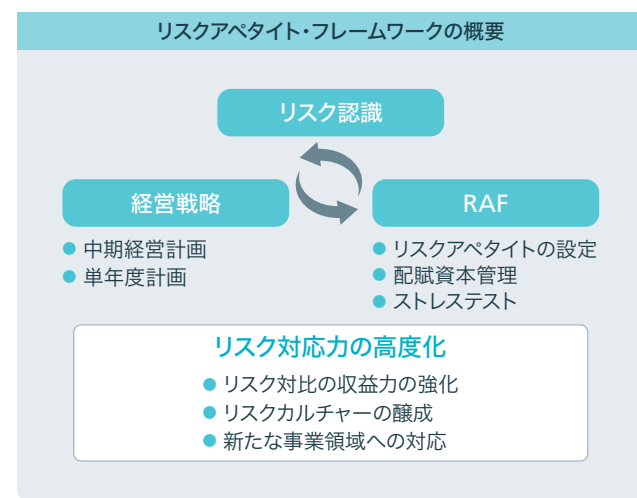 リスクアペタイト・フレームワークの概要
リスク認識
経営戦略
● 中期経営計画
● 単年度計画
RAF
● リスクアペタイトの設定
● 配賦資本管理
● ストレステスト
リスク対応力の高度化
● リスク対比の収益力の強化
● リスクカルチャーの醸成
● 新たな事業領域への対応